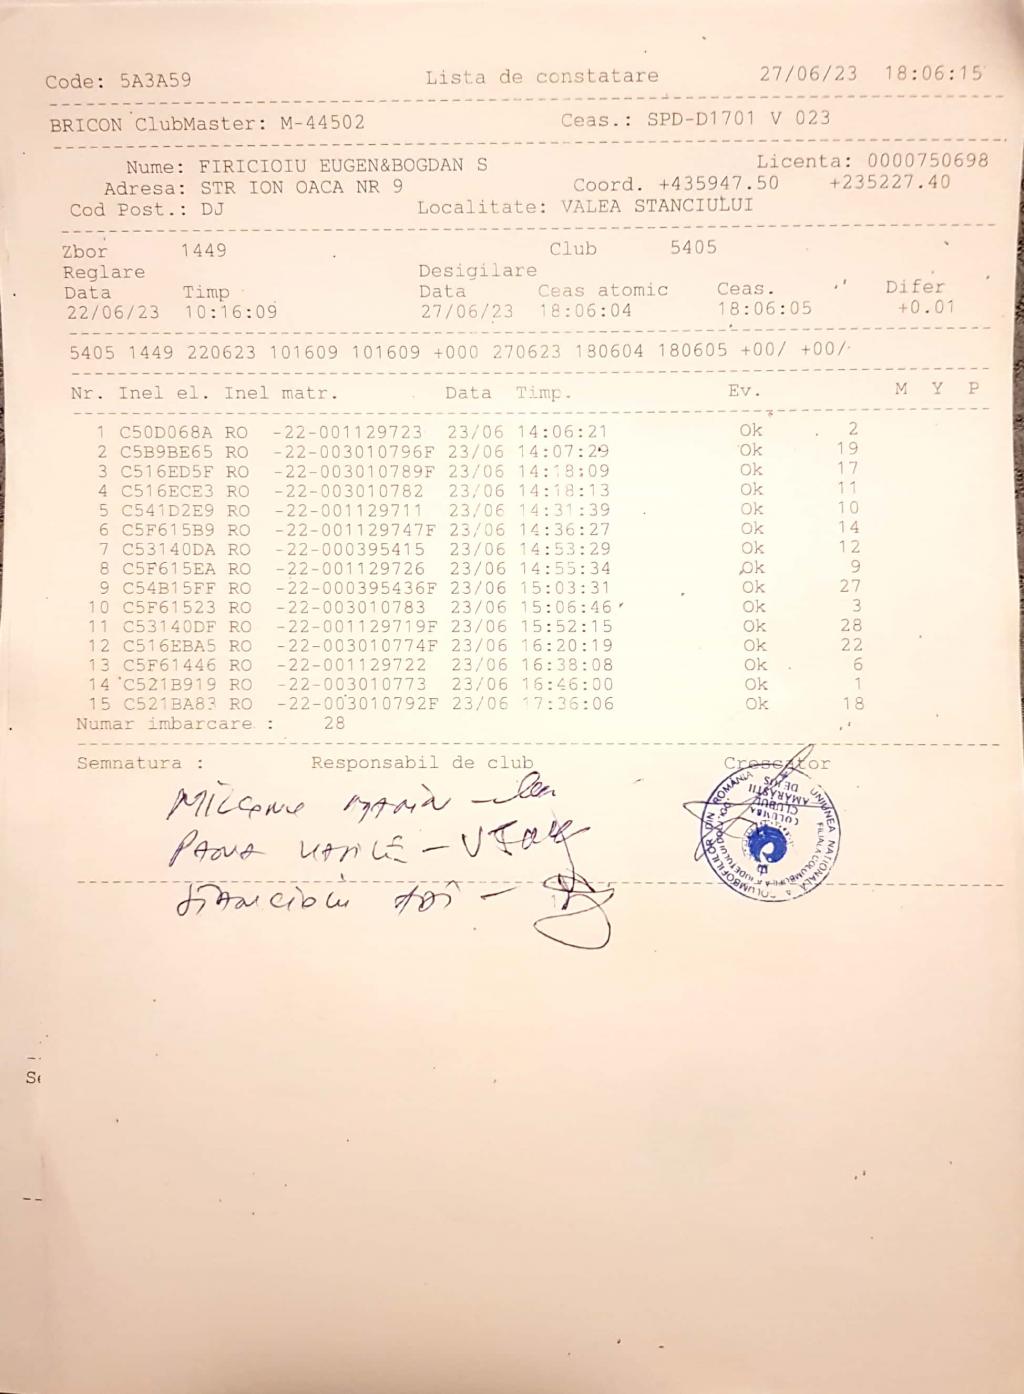 Code: 5A3A59 Lista de constatare 27/06/23 18:06:15
BRICON ClubMaster: M-44502 Ceas.: SPD-D1701 V 023
Nume: FIRICIOIU EUGEN&BOGDAN S Licenta: 0000750698
Adresa: STR ION OACA NR 9 Coord. +435947.50 +235227.40
Cod Post.: DJ Localitate: VALEA STANCIULUI
Zbor 1449 Club 5405
Reglare Desigilare
Data Timp Data Ceas atomic Ceas. Difer
22/06/23 10:16:09 27/06/23 18:06:04 18:06:05 +0.01
5405 1449 220623 101609 101609 +000 270623 180604 180605 +00/ +00/
Nr. Inel el. Inel matr. Data Timp. Ev. M Y P
1 C50D068A RO -22-001129723 23/06 14:06:21 Ok 2
2 C5B9BE65 RO -22-003010796F 23/06 14:07:29 Ok 19
3 C516ED5F RO -22-003010789F 23/06 14:18:09 Ok 17
4 C516ECE3 RO -22-003010782 23/06 14:18:13 Ok 11
5 C541D2E9 RO -22-001129711 23/06 14:31:39 Ok 10
6 C5F615B9 RO -22-001129747F 23/06 14:36:27 Ok 14
7 C53140DA RO -22-000395415 23/06 14:53:29 Ok 12
8 C5F615EA RO -22-001129726 23/06 14:55:34 Ok 9
9 C54B15FF RO -22-000395436F 23/06 15:03:31 Ok 27
10 C5F61523 RO -22-003010783 23/06 15:06:46 Ok 3
11 C53140DF RO -22-001129719F 23/06 15:52:15 Ok 28
12 C516EBA5 RO -22-003010774F 23/06 16:20:19 Ok 22
13 C5F61446 RO -22-001129722 23/06 16:38:08 Ok 6
14 C521B919 RO -22-003010773 23/06 16:46:00 Ok 1
15 C521BA83 RO -22-003010792F 23/06 17:36:06 Ok 18
Numar imbarcare : 28
Semnatura : Responsabil de club Crescator
UNIUNEA NATIONALA A COLUMBOFILILOR DIN ROMÂNIA
CLUBUL
COLUMBA
AMARASTII
DE JOS